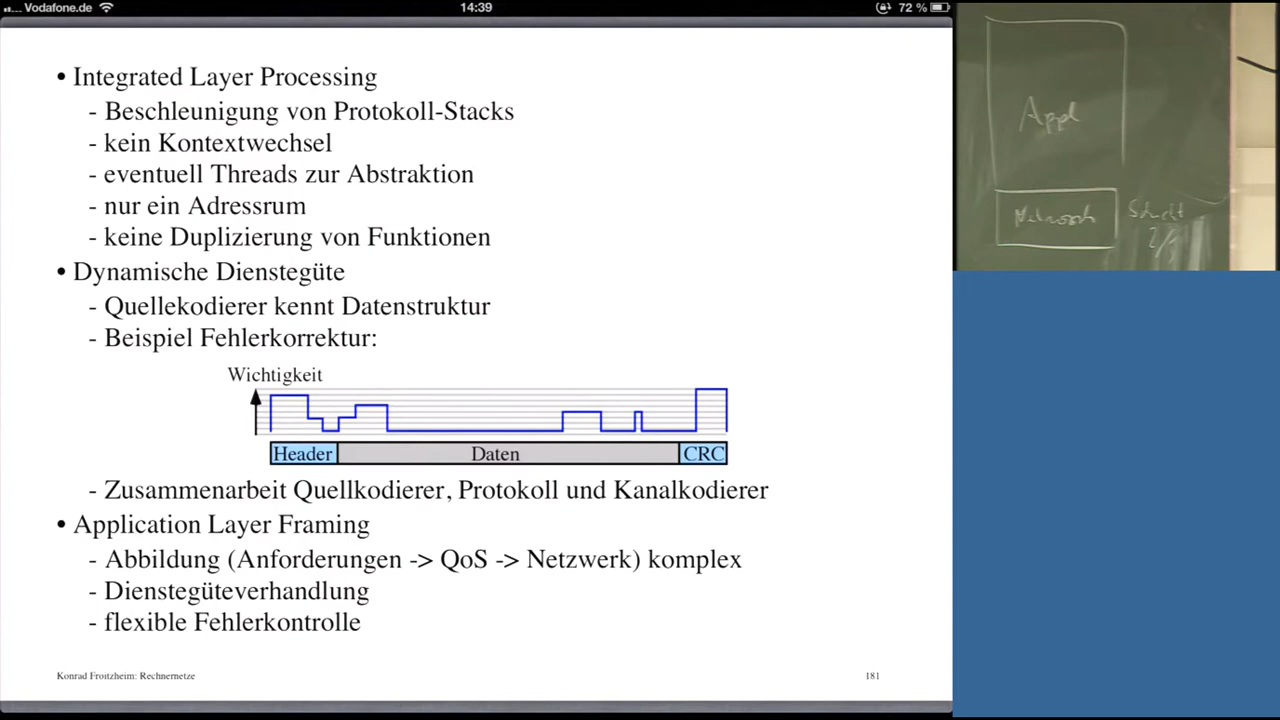 Vodafone.de 14:39 72 %
• Integrated Layer Processing
- Beschleunigung von Protokoll-Stacks
- kein Kontextwechsel
- eventuell Threads zur Abstraktion
- nur ein Adressrum
- keine Duplizierung von Funktionen
• Dynamische Dienstegüte
- Quellekodierer kennt Datenstruktur
- Beispiel Fehlerkorrektur:
Wichtigkeit
Header Daten CRC
- Zusammenarbeit Quellkodierer, Protokoll und Kanalkodierer
• Application Layer Framing
- Abbildung (Anforderungen -> QoS -> Netzwerk) komplex
- Dienstegüteverhandlung
- flexible Fehlerkontrolle
Konrad Froitzheim: Rechnernetze 181
Appl
Schicht